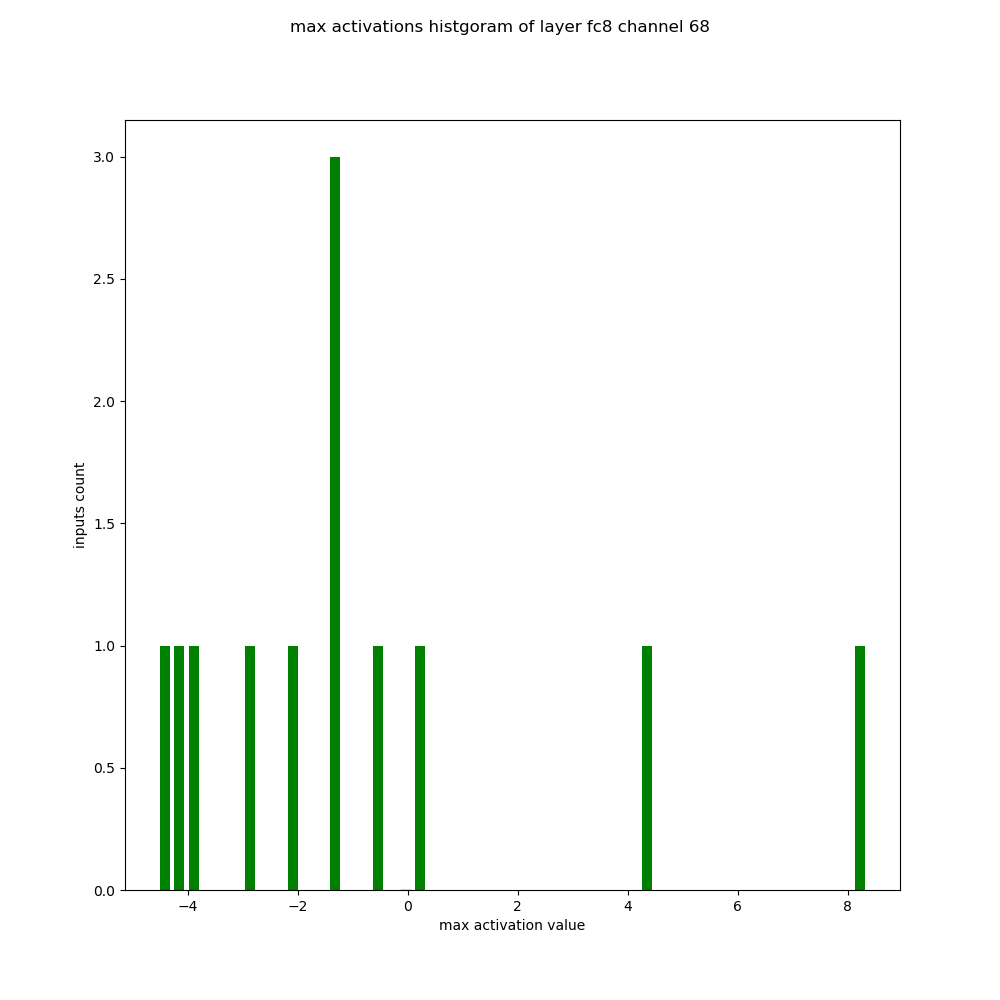 max activations histgoram of layer fc8 channel 68
3.0
2.5
2.0
1.5
1.0
0.5
0.0
inputs count
−4 −2 0 2 4 6 8
max activation value